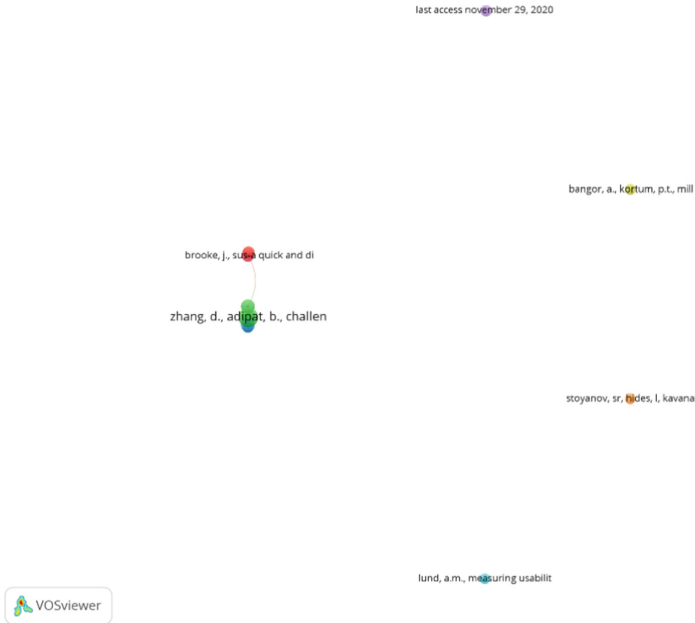 last access november 29, 2020
bangor, a., kortum, p.t., mill
brooke, j., sus-a quick and di
zhang, d., adipat, b., challen
stoyanov, sr, hides, l, kavana
lund, a.m., measuring usabilit
VOSviewer